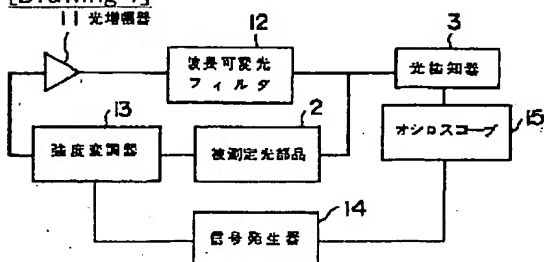 [Drawing 4]
11 光増幅器
12
波長可変光
フィルタ
3
光検知器
13
強度変調器
2
被測定光部品
オシロスコープ
15
14
信号発生器